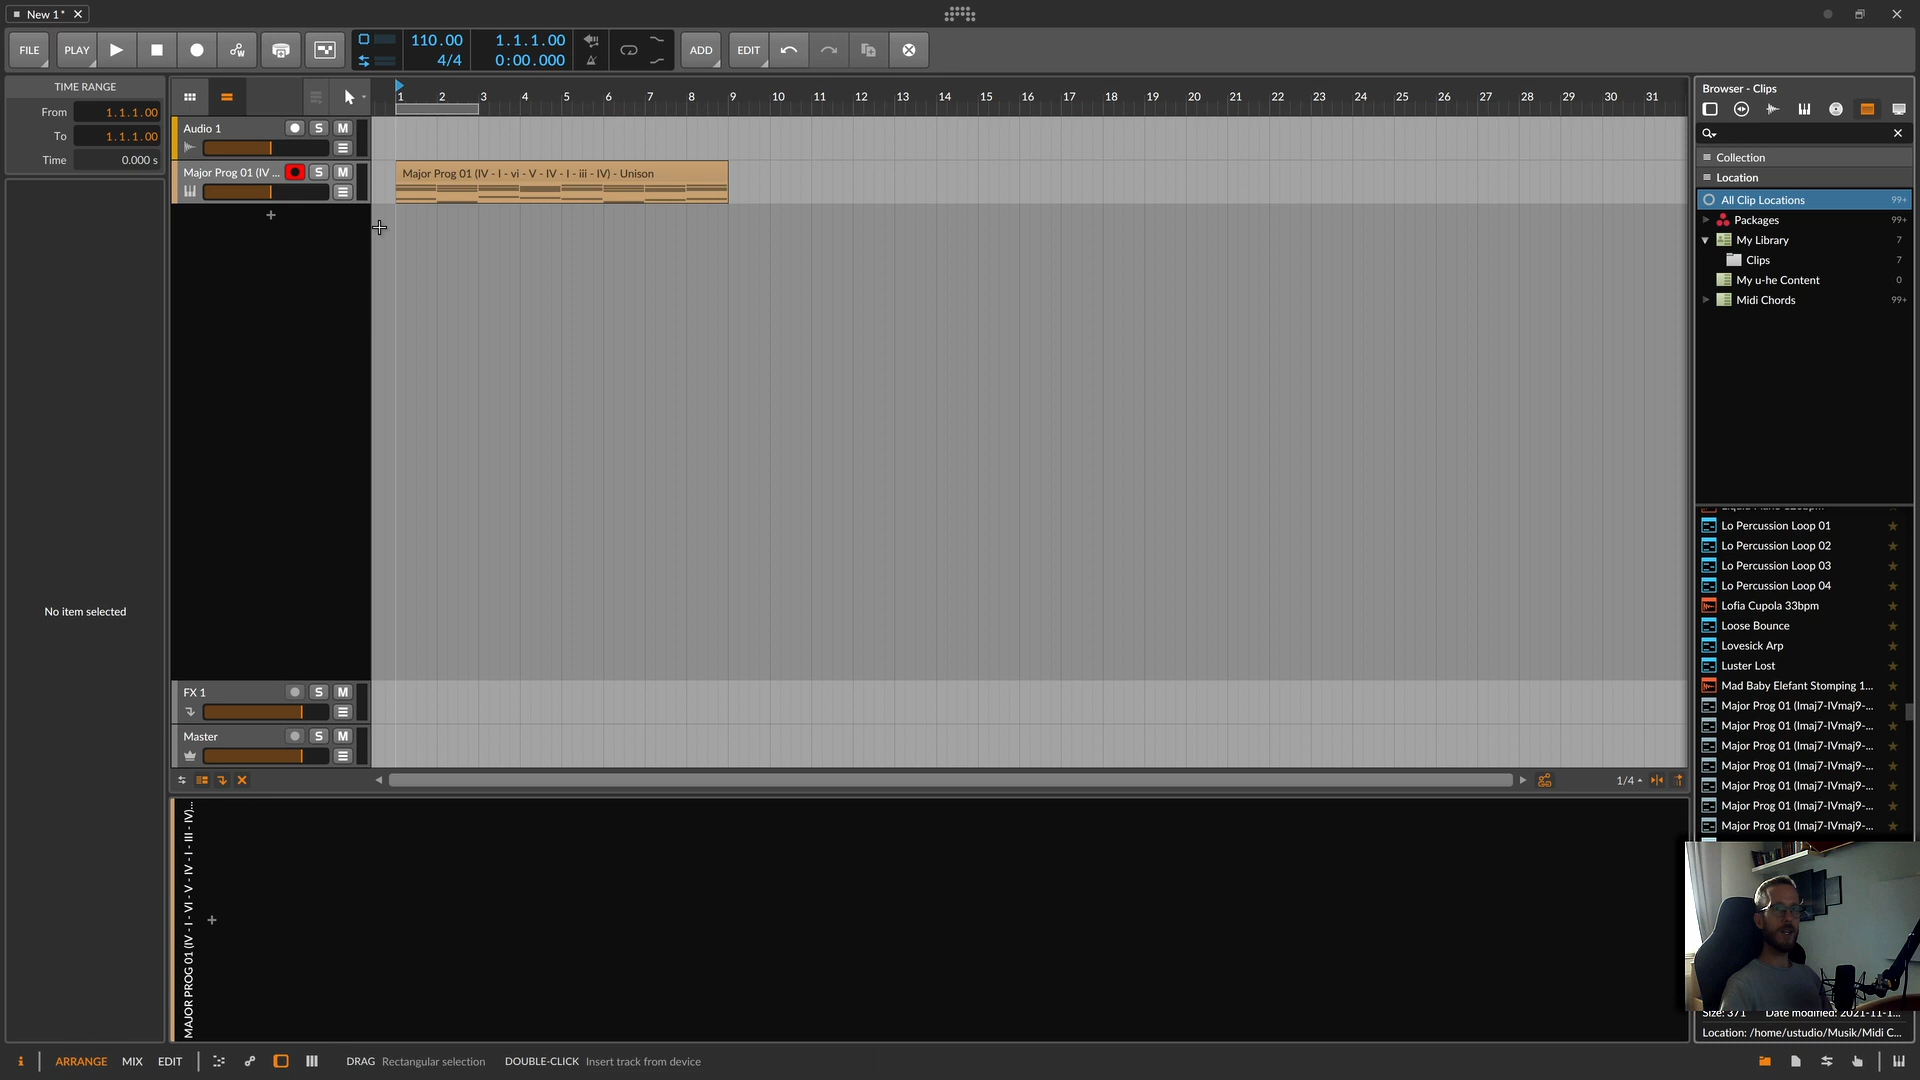 New 1*
FILE
PLAY
110.00
4/4
1.1.1.00
0:00.000
ADD
EDIT
TIME RANGE
From 1.1.1.00
To 1.1.1.00
Time 0.000 s
No item selected
1 2 3 4 5 6 7 8 9 10 11 12 13 14 15 16 17 18 19 20 21 22 23 24 25 26 27 28 29 30 31
Audio 1 S M
Major Prog 01 (IV ... S M
Major Prog 01 (IV - I - vi - V - IV - I - iii - IV) - Unison
FX 1 S M
Master S M
1/4
MAJOR PROG 01 (IV - I - VI - V - IV - I - III - IV)...
Browser - Clips
Collection
Location
All Clip Locations 99+
Packages 99+
My Library 7
Clips 7
My u-he Content 0
Midi Chords 99+
Lo Percussion Loop 01
Lo Percussion Loop 02
Lo Percussion Loop 03
Lo Percussion Loop 04
Lofia Cupola 33bpm
Loose Bounce
Lovesick Arp
Luster Lost
Mad Baby Elefant Stomping 1...
Major Prog 01 (Imaj7-IVmaj9-...
Major Prog 01 (Imaj7-IVmaj9-...
Major Prog 01 (Imaj7-IVmaj9-...
Major Prog 01 (Imaj7-IVmaj9-...
Major Prog 01 (Imaj7-IVmaj9-...
Major Prog 01 (Imaj7-IVmaj9-...
Major Prog 01 (Imaj7-IVmaj9-...
Size: 371 Date modified: 2021-11-1...
Location: /home/ustudio/Musik/Midi C...
i ARRANGE MIX EDIT DRAG Rectangular selection DOUBLE-CLICK Insert track from device